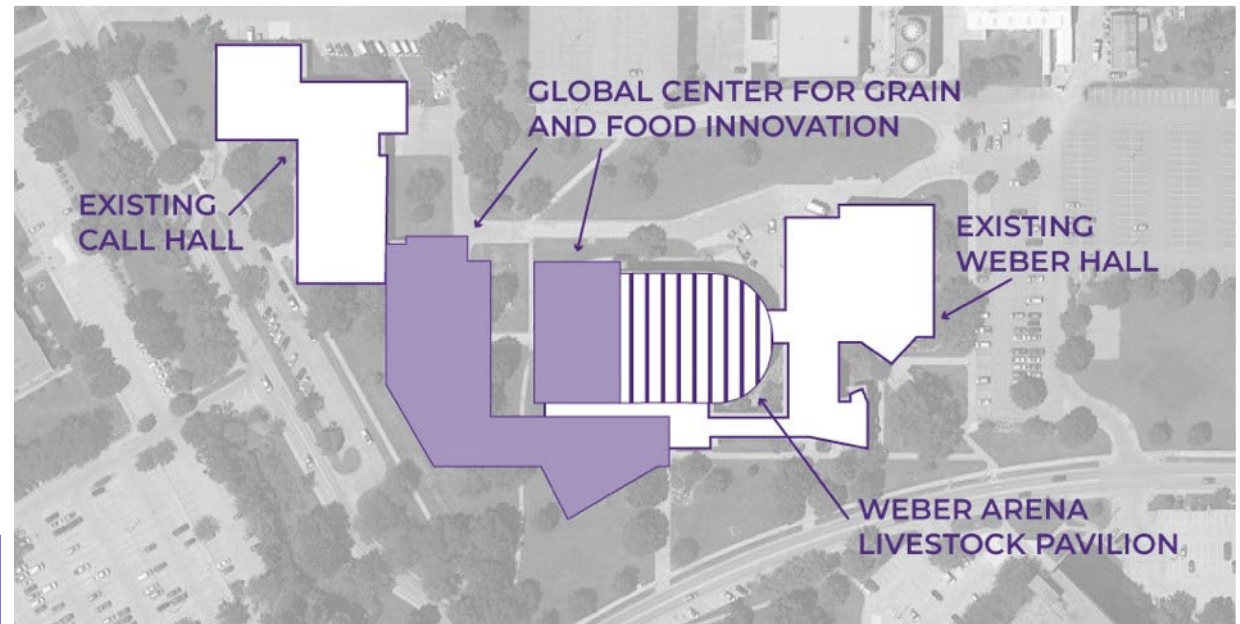 GLOBAL CENTER FOR GRAIN
AND FOOD INNOVATION
EXISTING
CALL HALL
EXISTING
WEBER HALL
WEBER ARENA
LIVESTOCK PAVILION